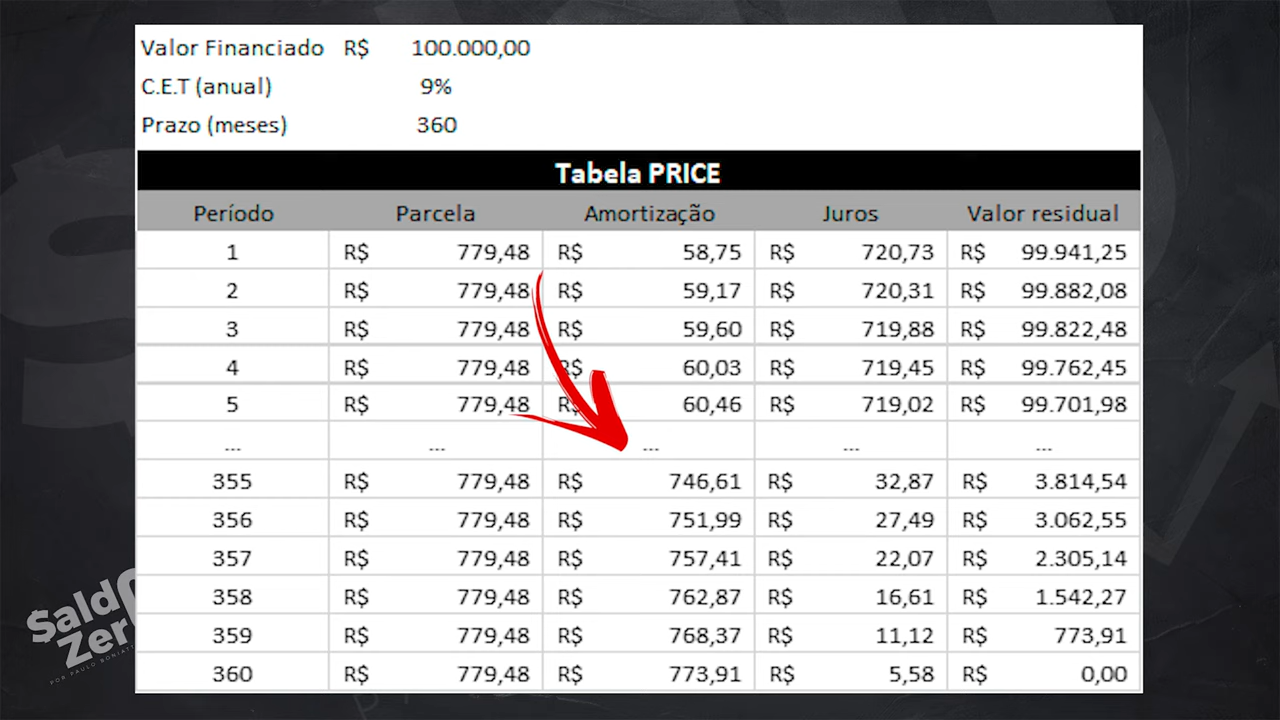 Valor Financiado R$ 100.000,00
C.E.T (anual) 9%
Prazo (meses) 360
Tabela PRICE
Período Parcela Amortização Juros Valor residual
1 R$ 779,48 R$ 58,75 R$ 720,73 R$ 99.941,25
2 R$ 779,48 R$ 59,17 R$ 720,31 R$ 99.882,08
3 R$ 779,48 R$ 59,60 R$ 719,88 R$ 99.822,48
4 R$ 779,48 R$ 60,03 R$ 719,45 R$ 99.762,45
5 R$ 779,48 R$ 60,46 R$ 719,02 R$ 99.701,98
... ... ... ... ...
355 R$ 779,48 R$ 746,61 R$ 32,87 R$ 3.814,54
356 R$ 779,48 R$ 751,99 R$ 27,49 R$ 3.062,55
357 R$ 779,48 R$ 757,41 R$ 22,07 R$ 2.305,14
358 R$ 779,48 R$ 762,87 R$ 16,61 R$ 1.542,27
359 R$ 779,48 R$ 768,37 R$ 11,12 R$ 773,91
360 R$ 779,48 R$ 773,91 R$ 5,58 R$ 0,00
$ald
Zer
POR PAULO